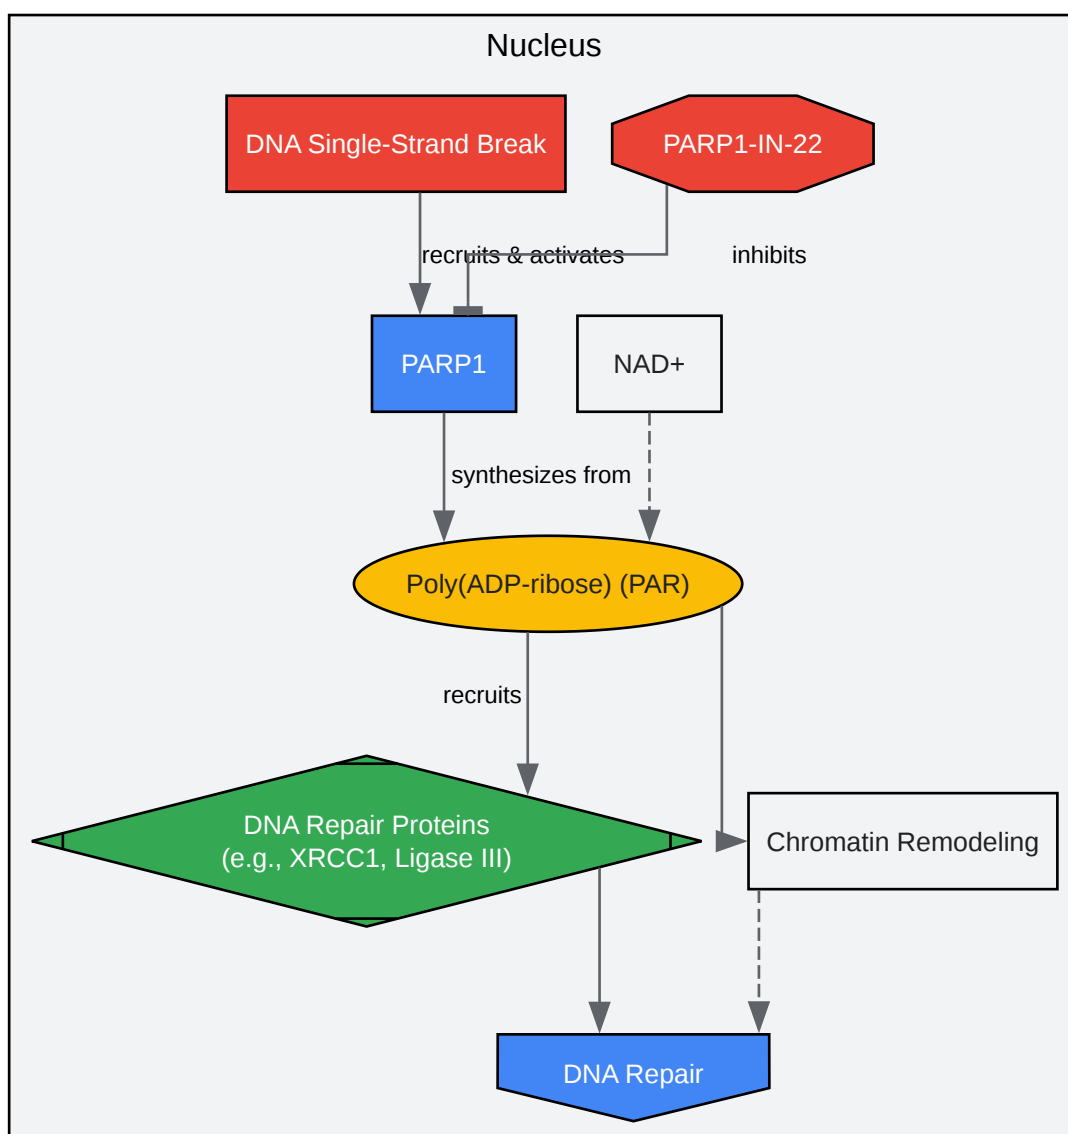 Nucleus
DNA Single-Strand Break
PARP1-IN-22
recruits & activates
inhibits
PARP1
NAD+
synthesizes from
Poly(ADP-ribose) (PAR)
recruits
DNA Repair Proteins
(e.g., XRCC1, Ligase III)
Chromatin Remodeling
DNA Repair